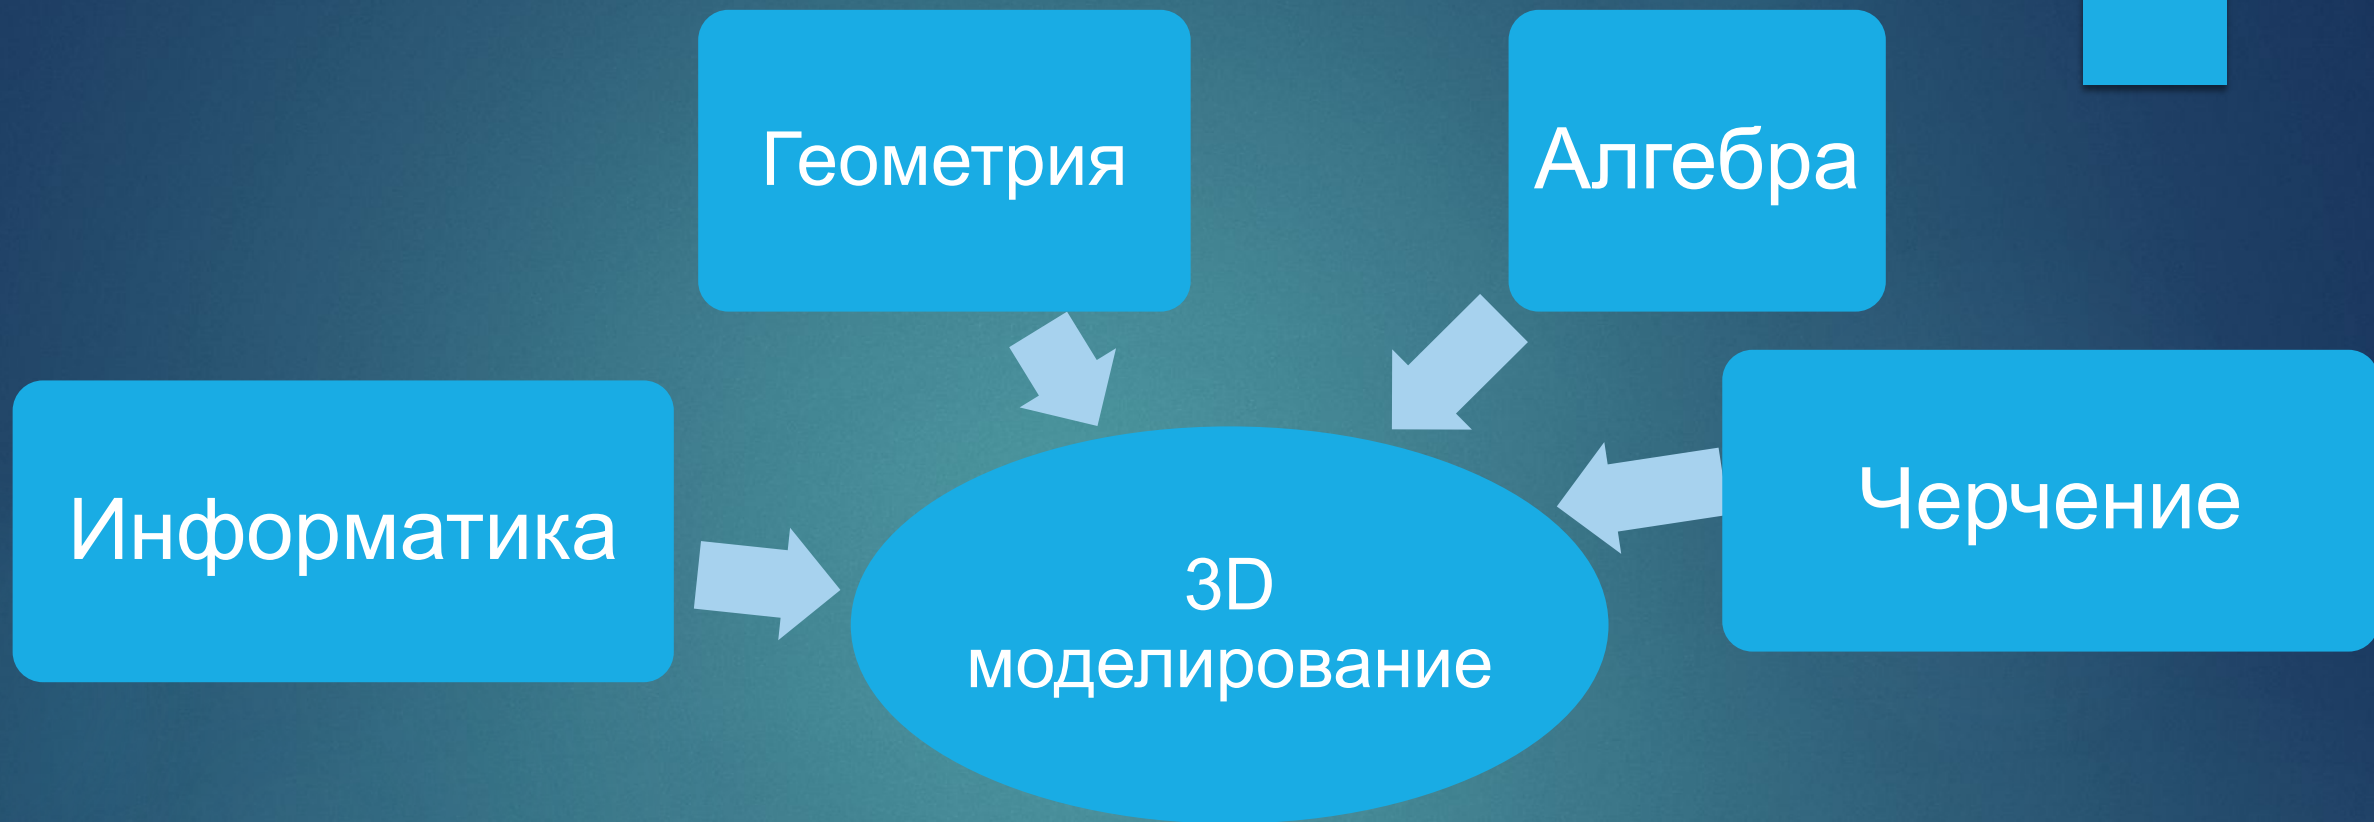 Геометрия
Алгебра
Информатика
Черчение
3D
моделирование